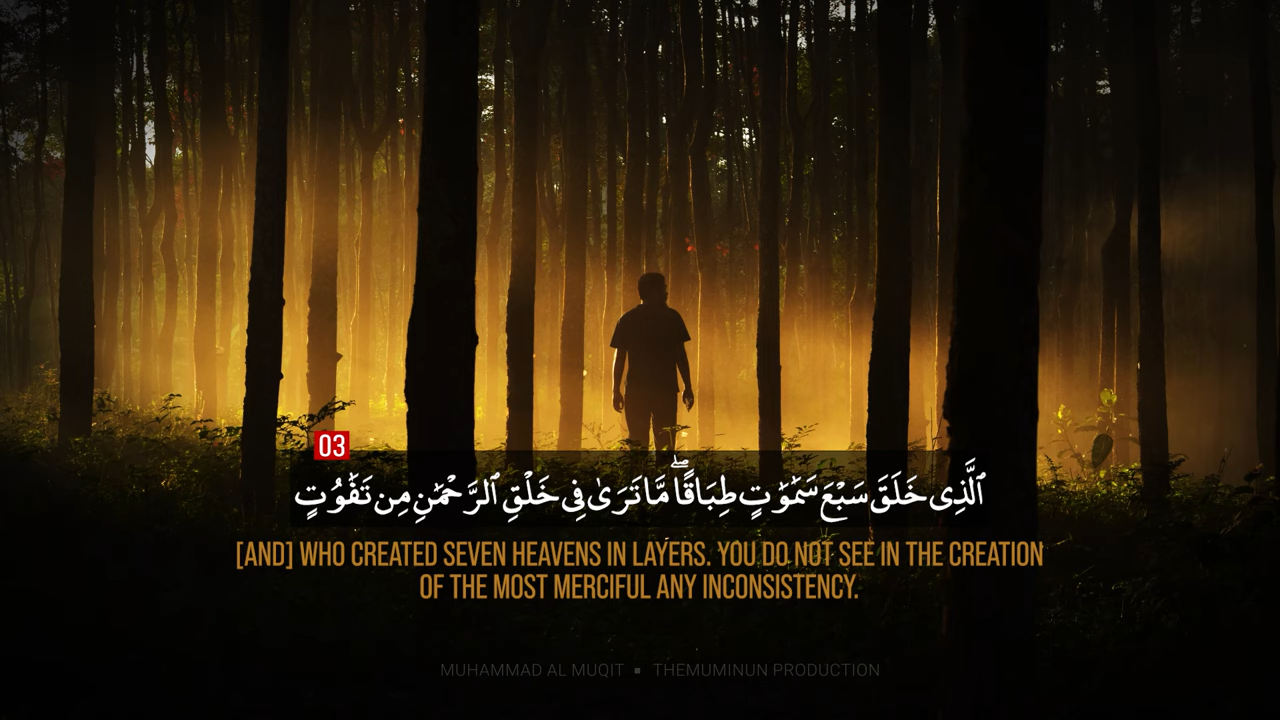 03
ٱلَّذِى خَلَقَ سَبْعَ سَمَٰوَٰتٍ طِبَاقًا ۖ مَّا تَرَىٰ فِى خَلْقِ ٱلرَّحْمَٰنِ مِن تَفَٰوُتٍ
[AND] WHO CREATED SEVEN HEAVENS IN LAYERS. YOU DO NOT SEE IN THE CREATION
OF THE MOST MERCIFUL ANY INCONSISTENCY.
MUHAMMAD AL MUQIT ▪ THEMUMINUN PRODUCTION